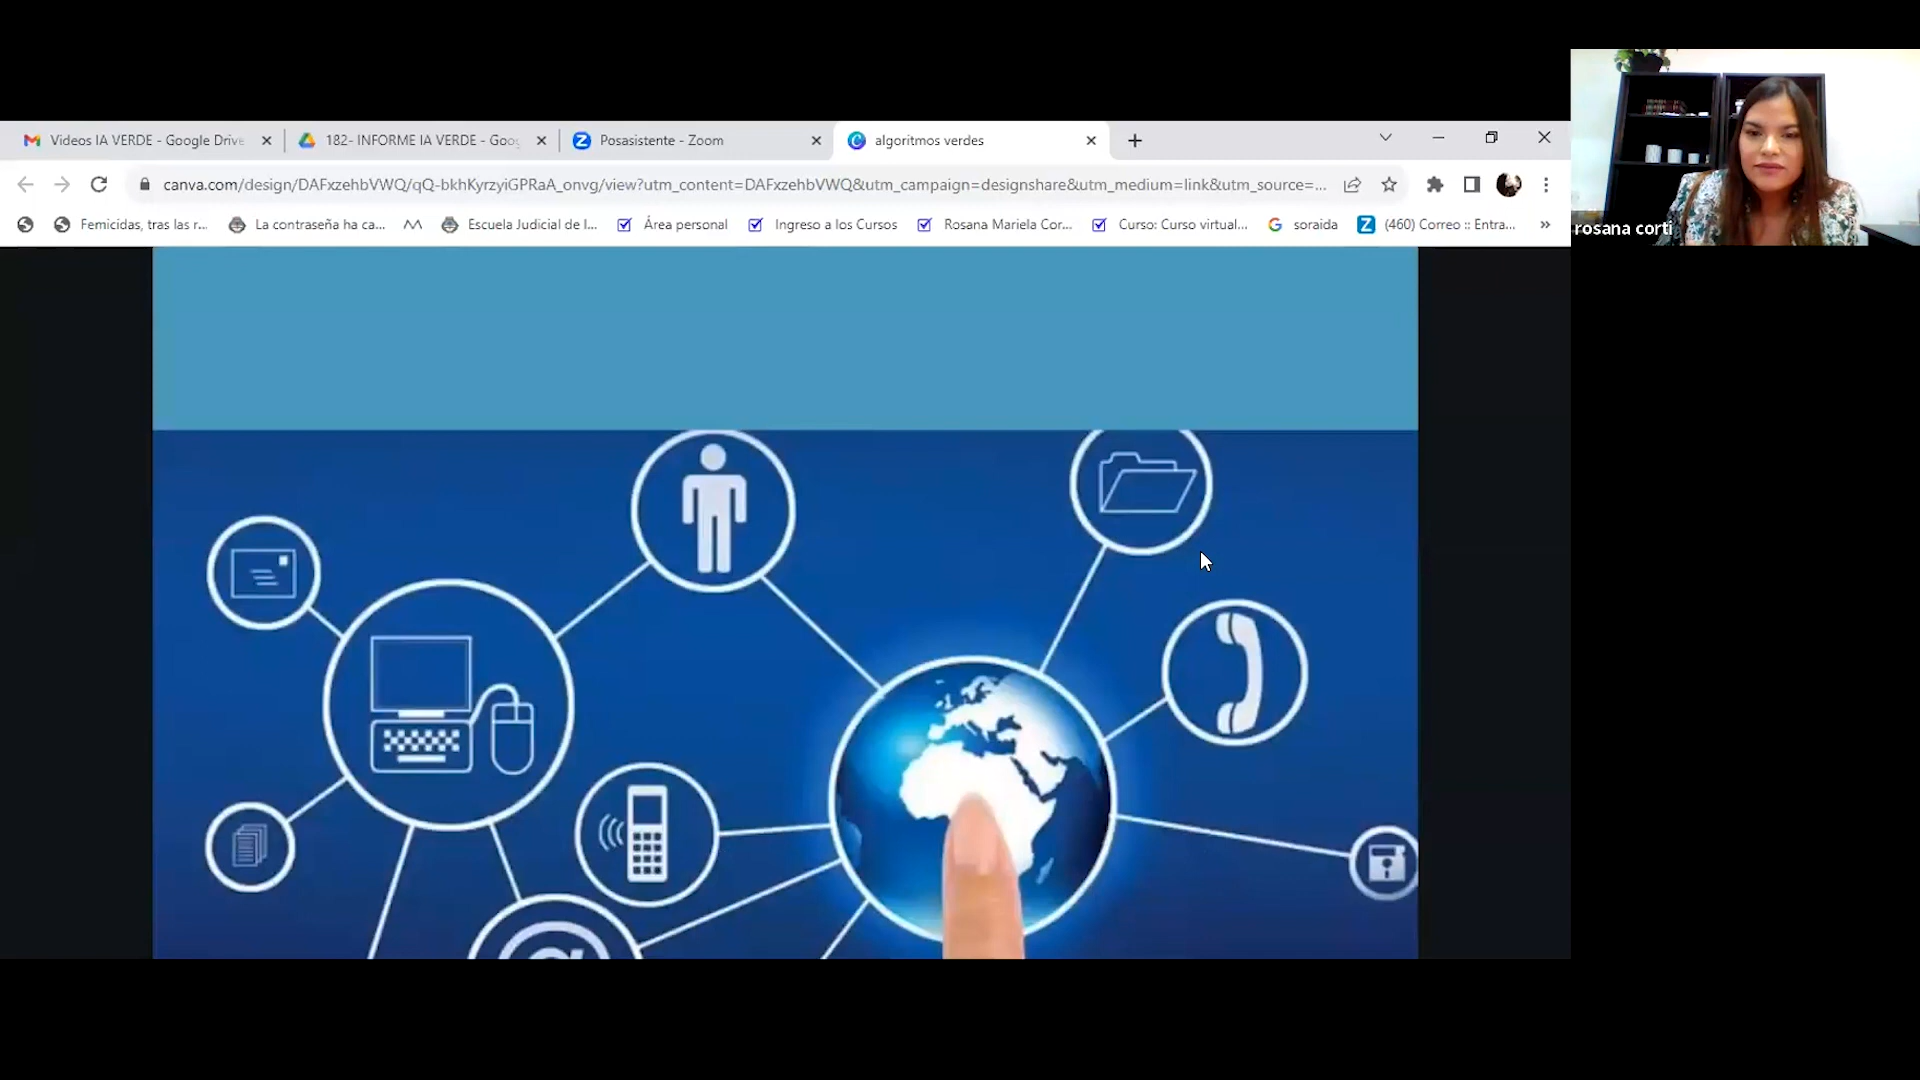 Videos IA VERDE - Google Drive
182- INFORME IA VERDE - Goog
Posasistente - Zoom
algoritmos verdes
canva.com/design/DAFxzehbVWQ/qQ-bkhKyrzyiGPRaA_onvg/view?utm_content=DAFxzehbVWQ&utm_campaign=designshare&utm_medium=link&utm_source=...
Femicidas, tras las r...
La contraseña ha ca...
Escuela Judicial de l...
Área personal
Ingreso a los Cursos
Rosana Mariela Cor...
Curso: Curso virtual...
soraida
(460) Correo :: Entra...
rosana corti
@